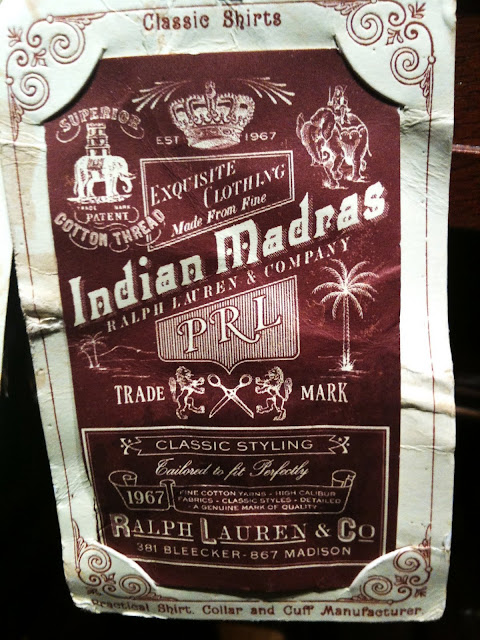 Classic Shirts
SUPERIOR
TRADE MARK
PATENT
COTTON THREAD
EST 1967
EXQUISITE
CLOTHING
Made From Fine
Indian Madras
RALPH LAUREN & COMPANY
PRL
TRADE MARK
CLASSIC STYLING
Tailored to fit Perfectly
1967
FINE COTTON YARNS - HIGH CALIBUR
FABRICS - CLASSIC STYLES - DETAILED
A GENUINE MARK OF QUALITY
RALPH LAUREN & CO
381 BLEECKER - 867 MADISON
Practical Shirt, Collar and Cuff Manufacturer.